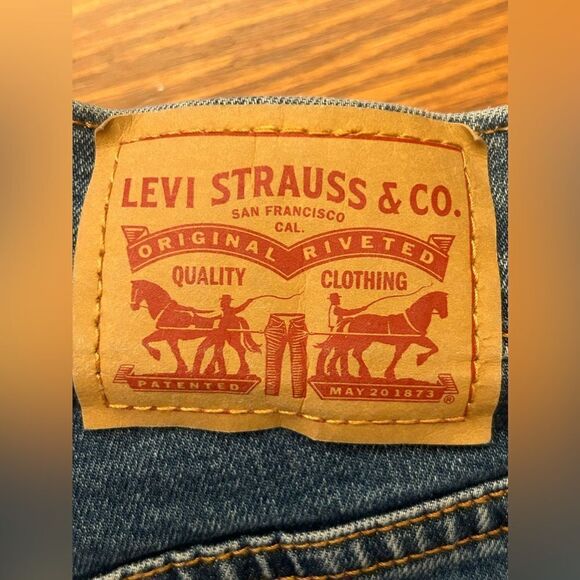 LEVI STRAUSS & CO.
SAN FRANCISCO
CAL.
ORIGINAL RIVETED
QUALITY CLOTHING
PATENTED MAY 20 1873 ®